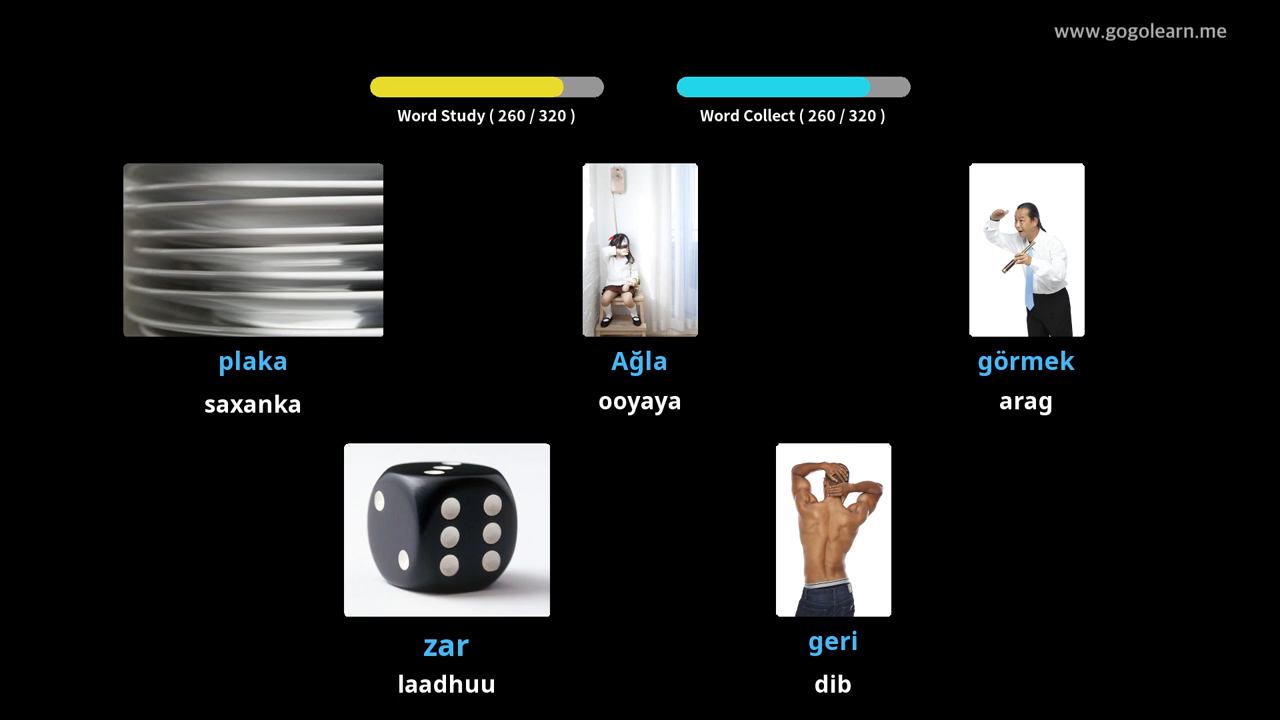 www.gogolearn.me
Word Study ( 260 / 320 )
Word Collect ( 260 / 320 )
plaka
saxanka
Ağla
ooyaya
görmek
arag
zar
laadhuu
geri
dib